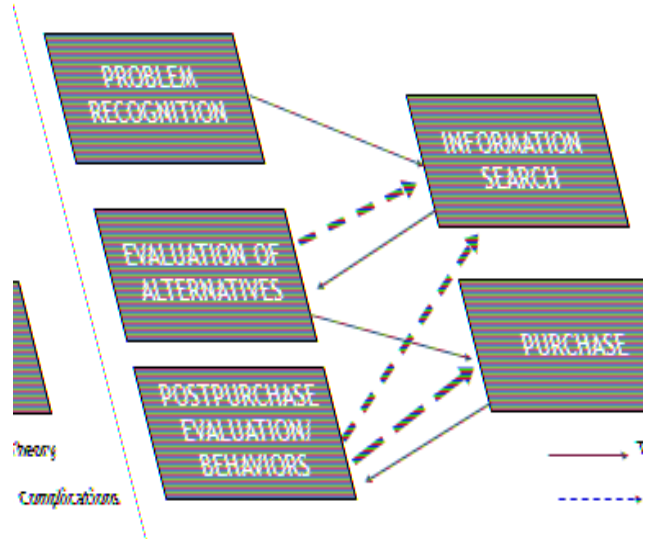 PROBLEM
RECOGNITION
INFORMATION
SEARCH
EVALUATION OF
ALTERNATIVES
PURCHASE
POSTPURCHASE
EVALUATION/
BEHAVIORS
Theory
T
Complications